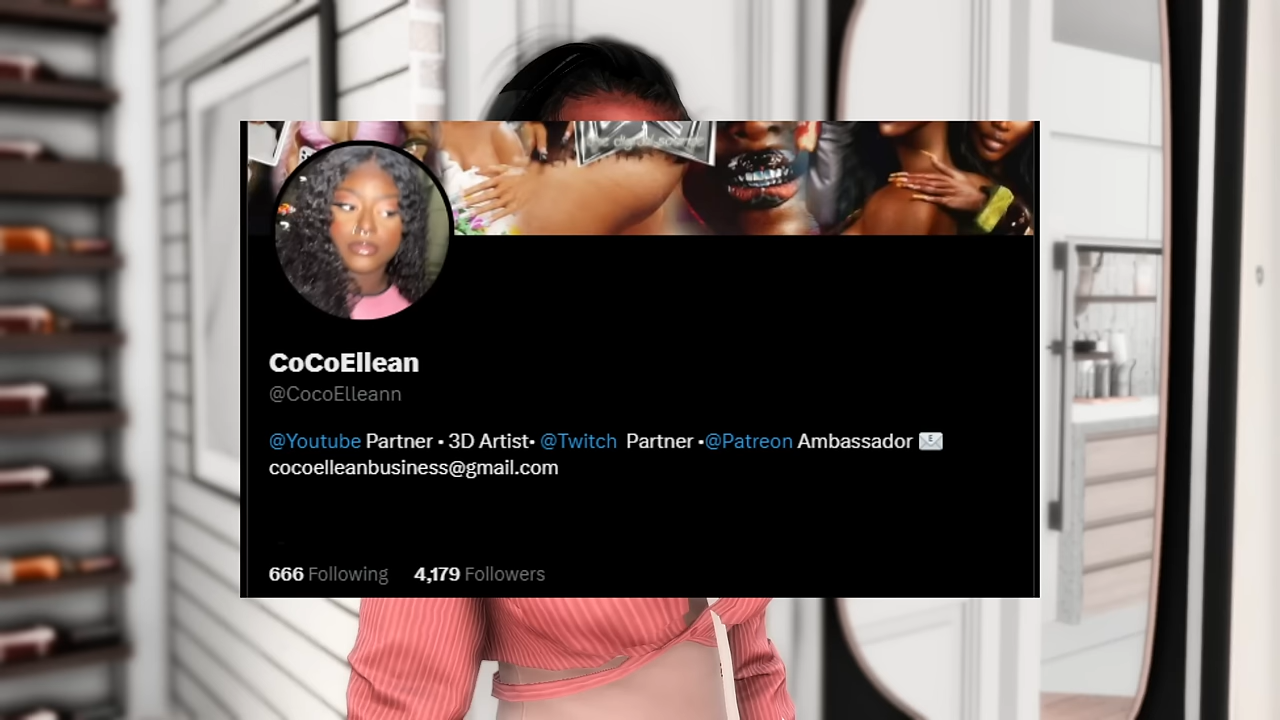 CoCoEllean
@CocoElleann
@Youtube Partner • 3D Artist• @Twitch Partner •@Patreon Ambassador 📧
cocoelleanbusiness@gmail.com
666 Following 4,179 Followers